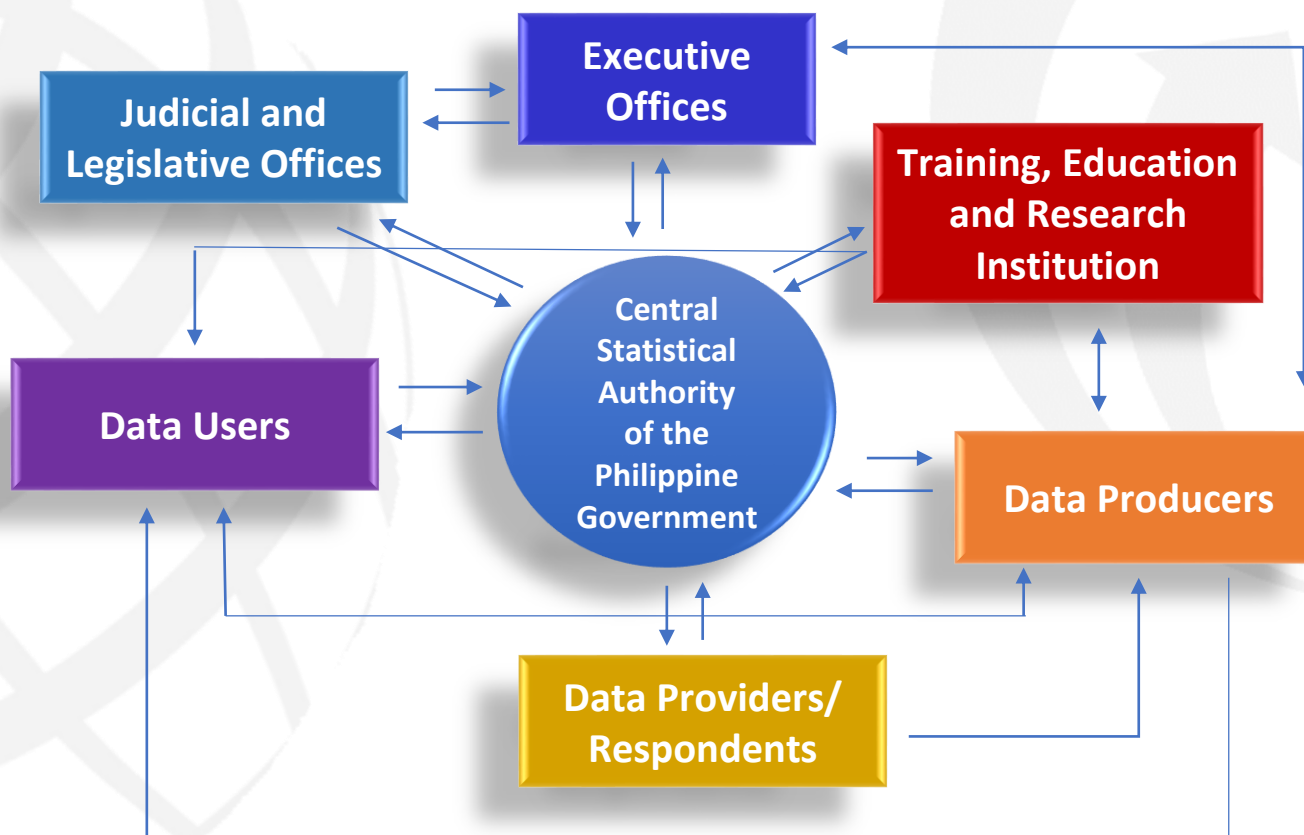 Executive
Offices
Judicial and
Legislative Offices
Training, Education
and Research
Institution
Central
Statistical
Authority
of the
Philippine
Government
Data Users
Data Producers
Data Providers/
Respondents